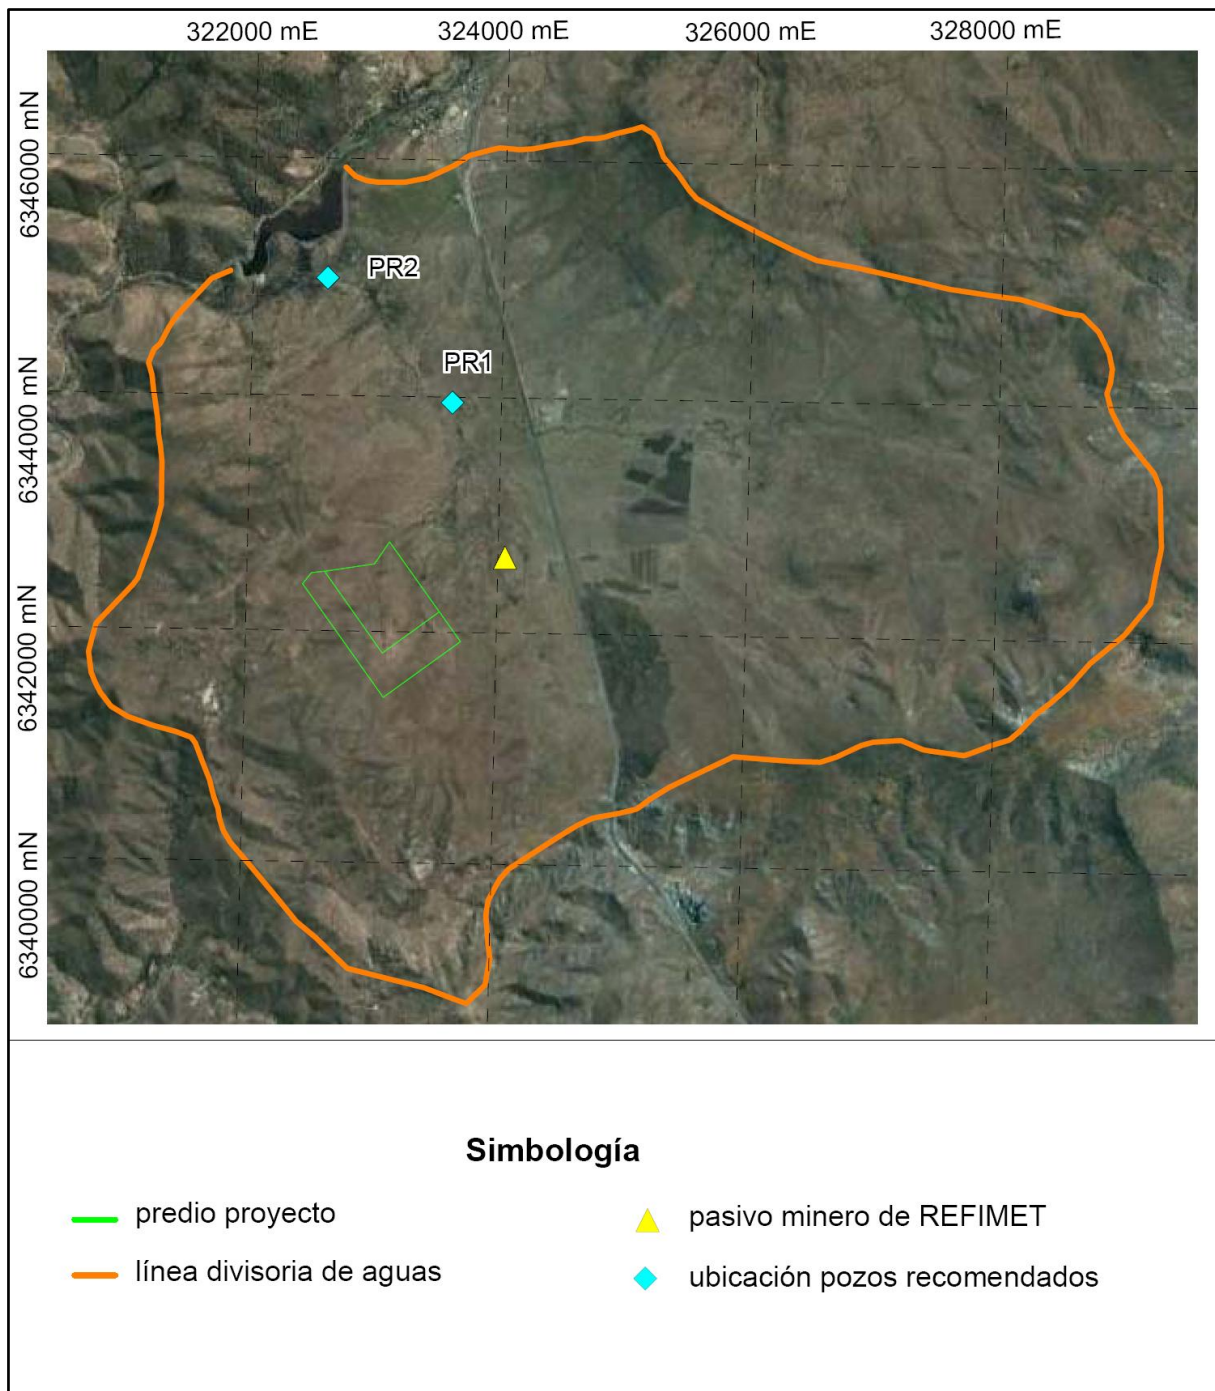 322000 mE
324000 mE
326000 mE
328000 mE
6346000 mN
6344000 mN
6342000 mN
6340000 mN
PR2
PR1
Simbología
predio proyecto
pasivo minero de REFIMET
línea divisoria de aguas
ubicación pozos recomendados